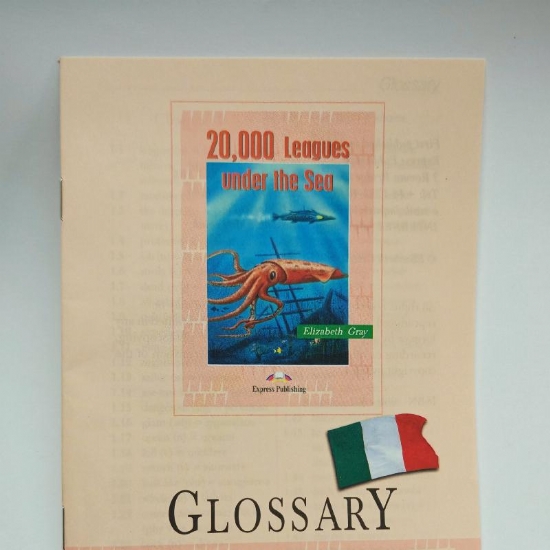 20,000 Leagues
under the Sea
Elizabeth Gray
Express Publishing
GLOSSARY